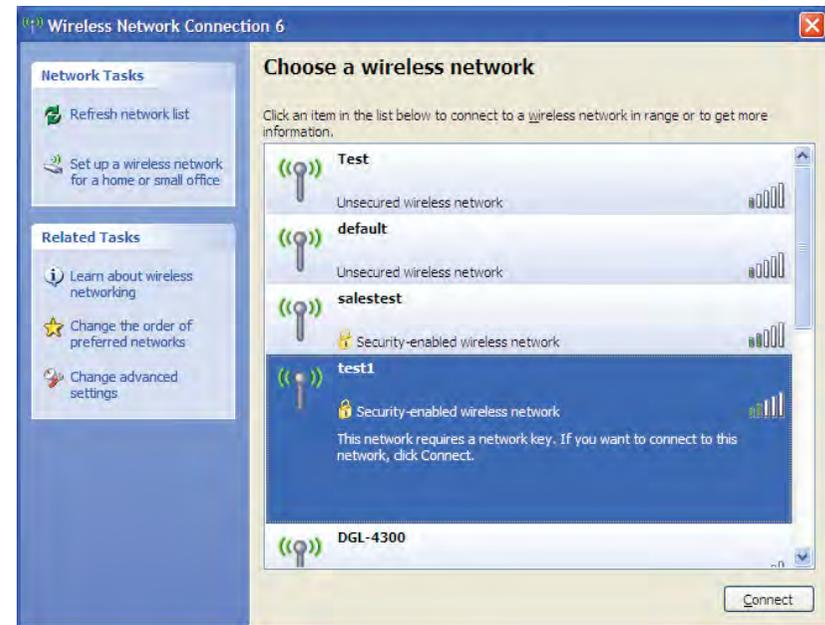 Wireless Network Connection 6
Network Tasks
Refresh network list
Set up a wireless network
for a home or small office
Related Tasks
Learn about wireless
networking
Change the order of
preferred networks
Change advanced
settings
Choose a wireless network
Click an item in the list below to connect to a wireless network in range or to get more
information.
Test
Unsecured wireless network
default
Unsecured wireless network
salestest
Security-enabled wireless network
test1
Security-enabled wireless network
This network requires a network key. If you want to connect to this
network, click Connect.
DGL-4300
Connect